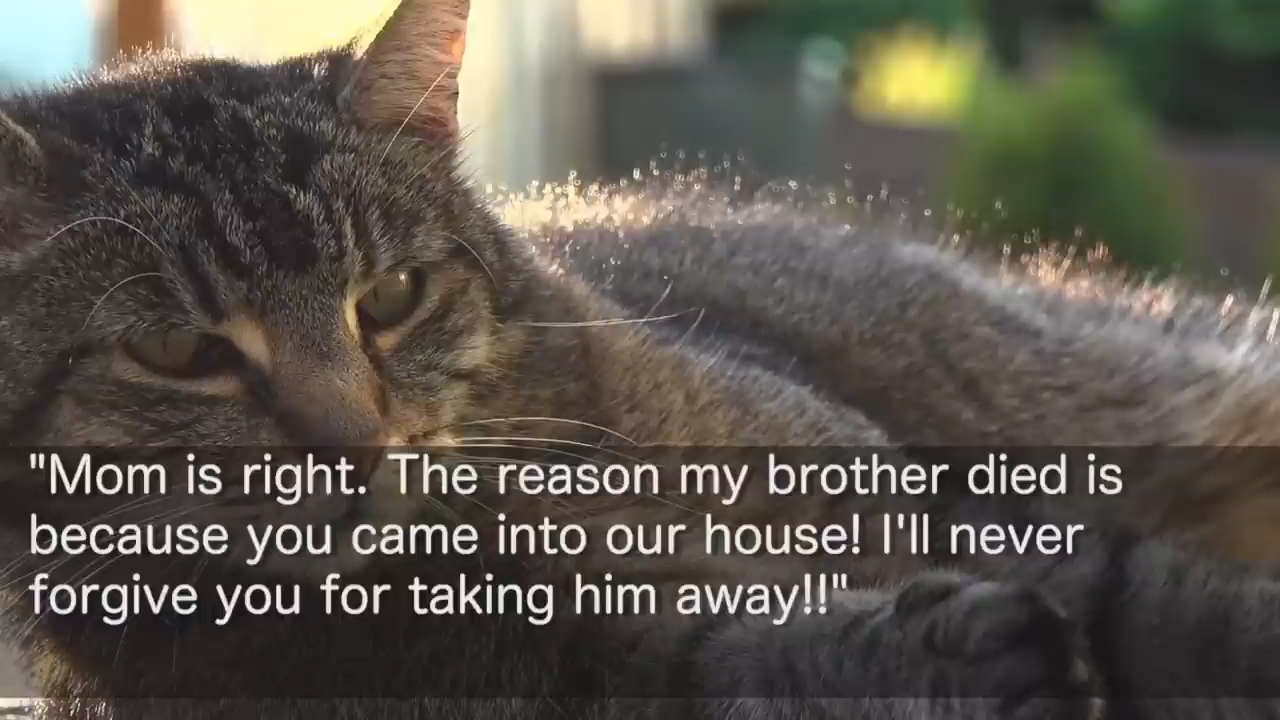 "Mom is right. The reason my brother died is
because you came into our house! I'll never
forgive you for taking him away!!"